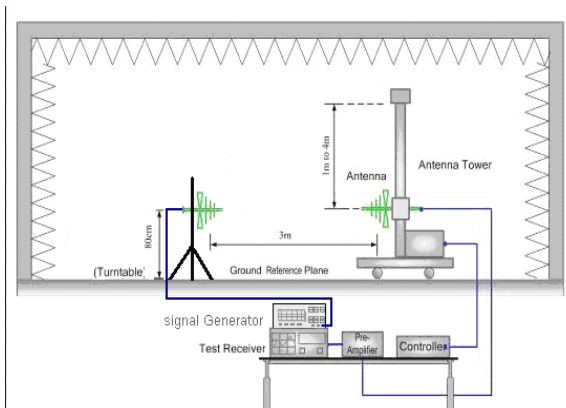 1m to 4m
Antenna Tower
Antenna
3m
80cm
(Turntable)
Ground Reference Plane
signal Generator
Test Receiver
Pre-
Amplifier
Controller